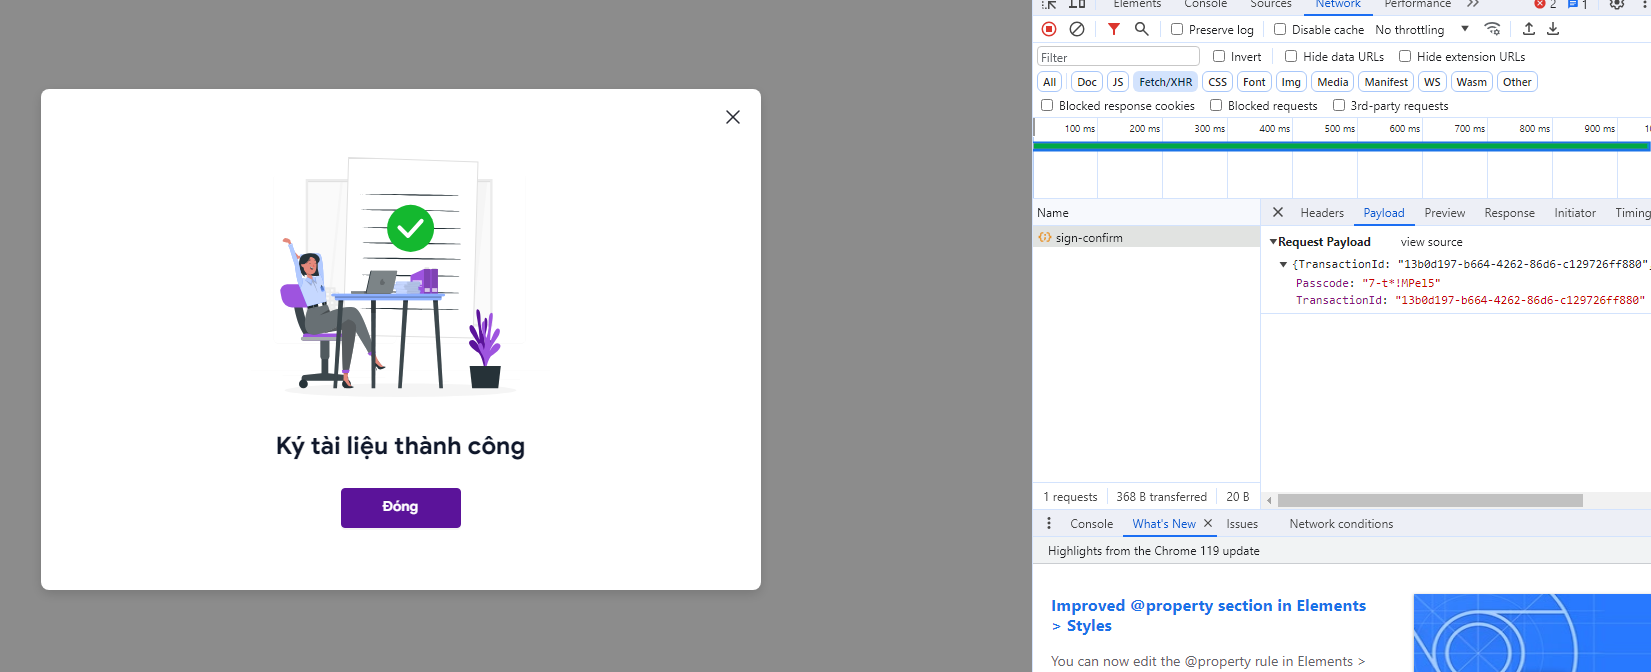 Ký tài liệu thành công
Đóng
Elements Console Sources Network Performance 2 1
Preserve log Disable cache No throttling
Filter Invert Hide data URLs Hide extension URLs
All Doc JS Fetch/XHR CSS Font Img Media Manifest WS Wasm Other
Blocked response cookies Blocked requests 3rd-party requests
100 ms 200 ms 300 ms 400 ms 500 ms 600 ms 700 ms 800 ms 900 ms
Name
sign-confirm
Headers Payload Preview Response Initiator Timing
Request Payload view source
{TransactionId: "13b0d197-b664-4262-86d6-c129726ff880",
Passcode: "7-t*!MPel5"
TransactionId: "13b0d197-b664-4262-86d6-c129726ff880"
1 requests 368 B transferred 20 B
Console What's New Issues Network conditions
Highlights from the Chrome 119 update
Improved @property section in Elements
> Styles
You can now edit the @property rule in Elements >